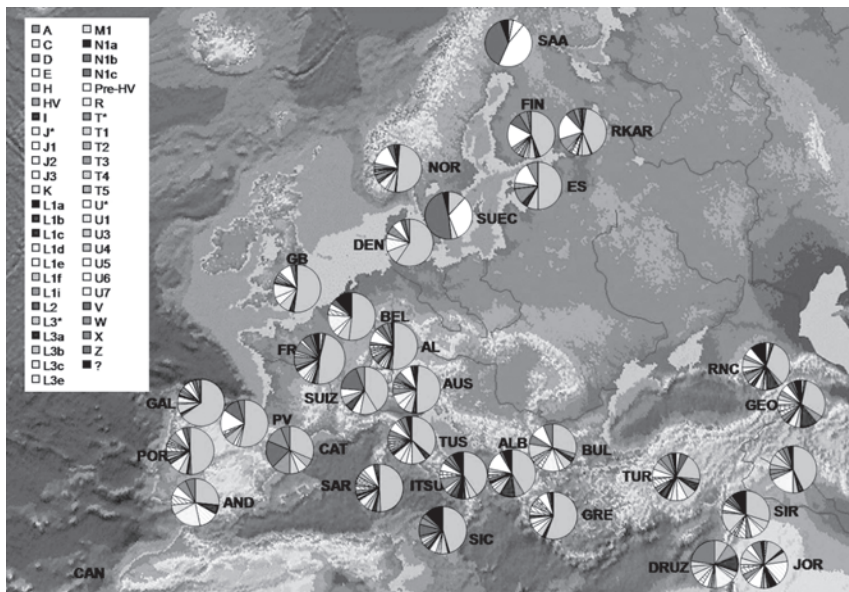 A
C
D
E
H
HV
I
J*
J1
J2
J3
K
L1a
L1b
L1c
L1d
L1e
L1f
L1i
L2
L3*
L3a
L3b
L3c
L3e
M1
N1a
N1b
N1c
Pre-HV
R
T*
T1
T2
T3
T4
T5
U*
U1
U3
U4
U5
U6
U7
V
W
X
Z
?
SAA
FIN
RKAR
NOR
ES
SUEC
DEN
GB
BEL
FR
AL
RNC
SUIZ
AUS
GEO
GAL
PV
CAT
TUS
ALB
BUL
POR
TUR
SAR
ITSU
AND
GRE
SIR
SIC
CAN
DRUZ
JOR